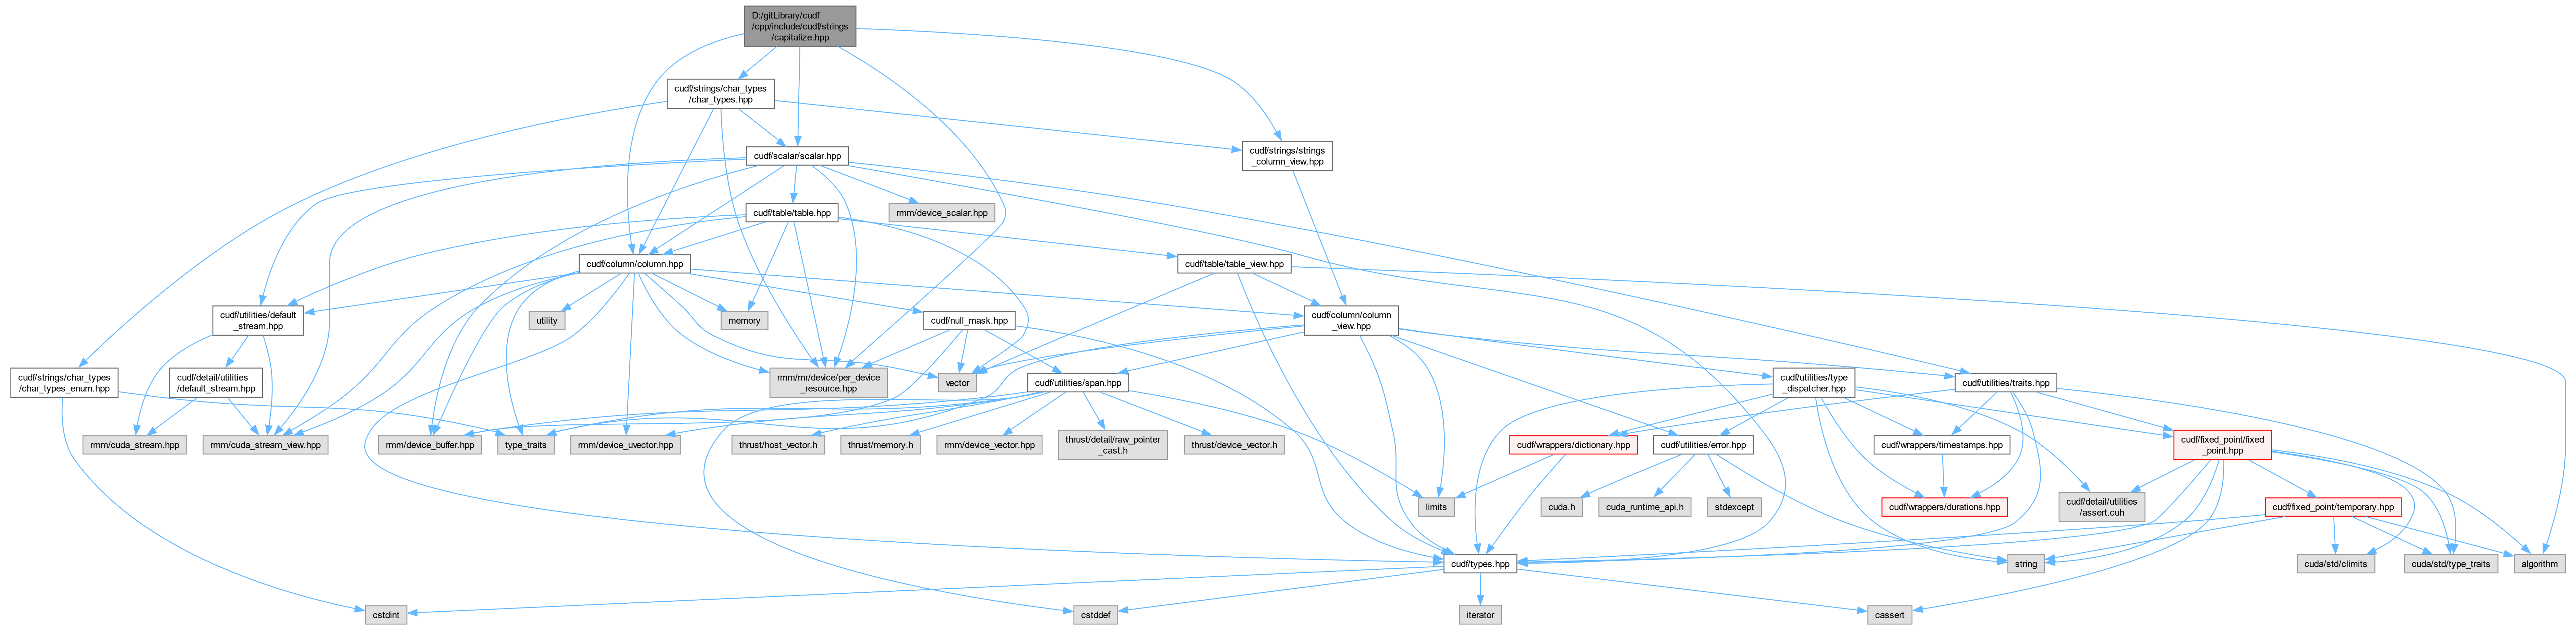 D:/gitLibrary/cudf
/cpp/include/cudf/strings
/capitalize.hpp
cudf/strings/char_types
/char_types.hpp
cudf/scalar/scalar.hpp
cudf/strings/strings
_column_view.hpp
cudf/table/table.hpp
rmm/device_scalar.hpp
cudf/column/column.hpp
cudf/table/table_view.hpp
cudf/utilities/default
_stream.hpp
utility
memory
cudf/null_mask.hpp
cudf/column/column
_view.hpp
cudf/strings/char_types
/char_types_enum.hpp
cudf/detail/utilities
/default_stream.hpp
rmm/mr/device/per_device
_resource.hpp
vector
cudf/utilities/span.hpp
cudf/utilities/type
_dispatcher.hpp
cudf/utilities/traits.hpp
rmm/cuda_stream.hpp
rmm/cuda_stream_view.hpp
rmm/device_buffer.hpp
type_traits
rmm/device_uvector.hpp
thrust/host_vector.h
thrust/memory.h
rmm/device_vector.hpp
thrust/detail/raw_pointer
_cast.h
thrust/device_vector.h
cudf/wrappers/dictionary.hpp
cudf/utilities/error.hpp
cudf/wrappers/timestamps.hpp
cudf/fixed_point/fixed
_point.hpp
limits
cuda.h
cuda_runtime_api.h
stdexcept
cudf/wrappers/durations.hpp
cudf/detail/utilities
/assert.cuh
cudf/fixed_point/temporary.hpp
cudf/types.hpp
string
cuda/std/climits
cuda/std/type_traits
algorithm
cstdint
cstddef
iterator
cassert